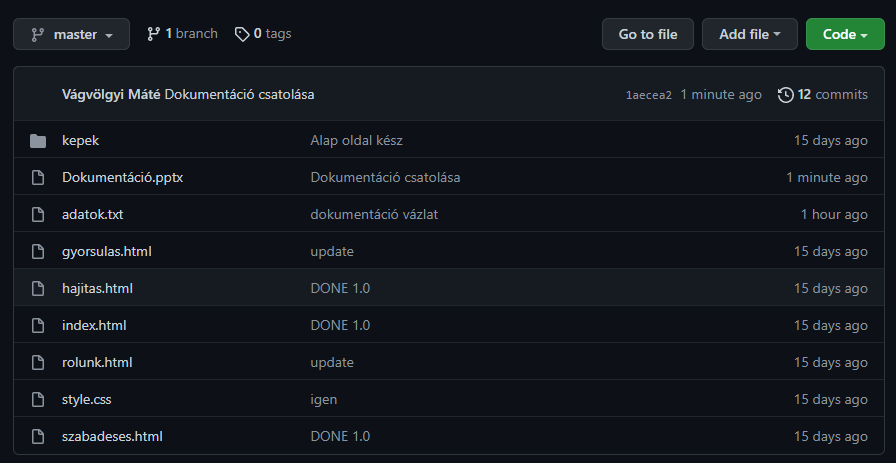 master 1 branch 0 tags Go to file Add file Code
Vágvölgyi Máté Dokumentáció csatolása 1aecea2 1 minute ago 12 commits
kepek Alap oldal kész 15 days ago
Dokumentáció.pptx Dokumentáció csatolása 1 minute ago
adatok.txt dokumentáció vázlat 1 hour ago
gyorsulas.html update 15 days ago
hajitas.html DONE 1.0 15 days ago
index.html DONE 1.0 15 days ago
rolunk.html update 15 days ago
style.css igen 15 days ago
szabadeses.html DONE 1.0 15 days ago